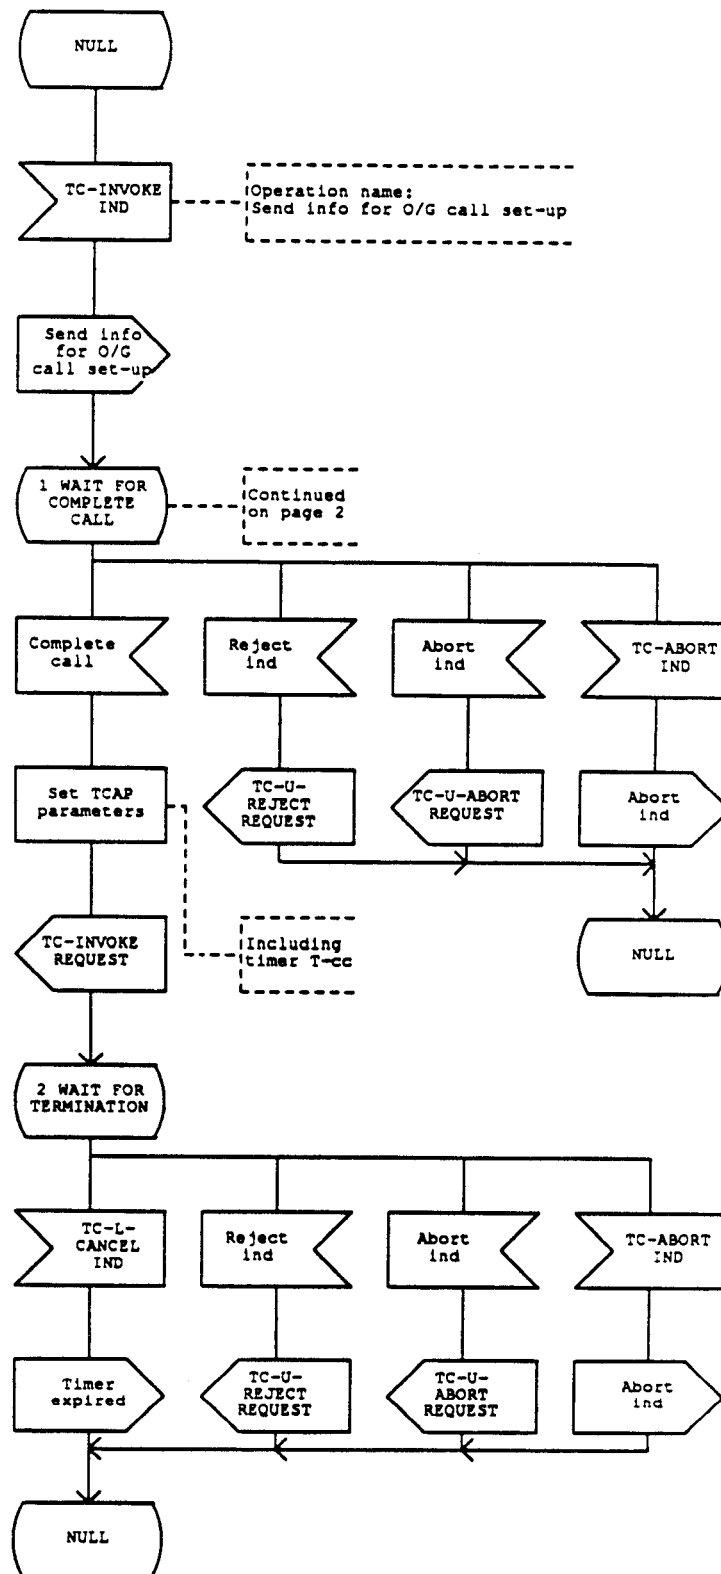 NULL
TC-INVOKE
IND
Operation name:
Send info for O/G call set-up
Send info
for O/G
call set-up
1 WAIT FOR
COMPLETE
CALL
Continued
on page 2
Complete
call
Reject
ind
Abort
ind
TC-ABORT
IND
Set TCAP
parameters
TC-U-
REJECT
REQUEST
TC-U-ABORT
REQUEST
Abort
ind
TC-INVOKE
REQUEST
Including
timer T-cc
NULL
2 WAIT FOR
TERMINATION
TC-L-
CANCEL
IND
Reject
ind
Abort
ind
TC-ABORT
IND
Timer
expired
TC-U-
REJECT
REQUEST
TC-U-
ABORT
REQUEST
Abort
ind
NULL